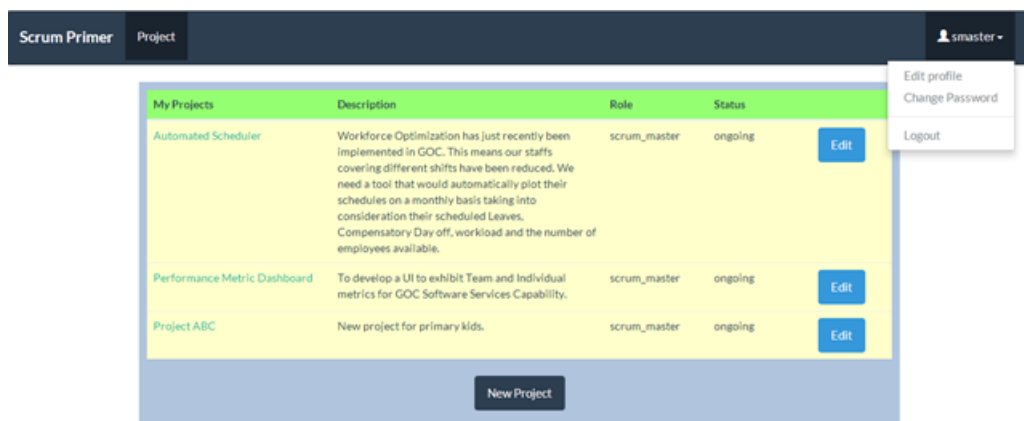 Scrum Primer Project smaster
Edit profile
Change Password
Logout
My Projects Description Role Status
Automated Scheduler Workforce Optimization has just recently been scrum_master ongoing Edit
implemented in GOC. This means our staffs
covering different shifts have been reduced. We
need a tool that would automatically plot their
schedules on a monthly basis taking into
consideration their scheduled Leaves,
Compensatory Day off, workload and the number of
employees available.
Performance Metric Dashboard To develop a UI to exhibit Team and Individual scrum_master ongoing Edit
metrics for GOC Software Services Capability.
Project ABC New project for primary kids. scrum_master ongoing Edit
New Project